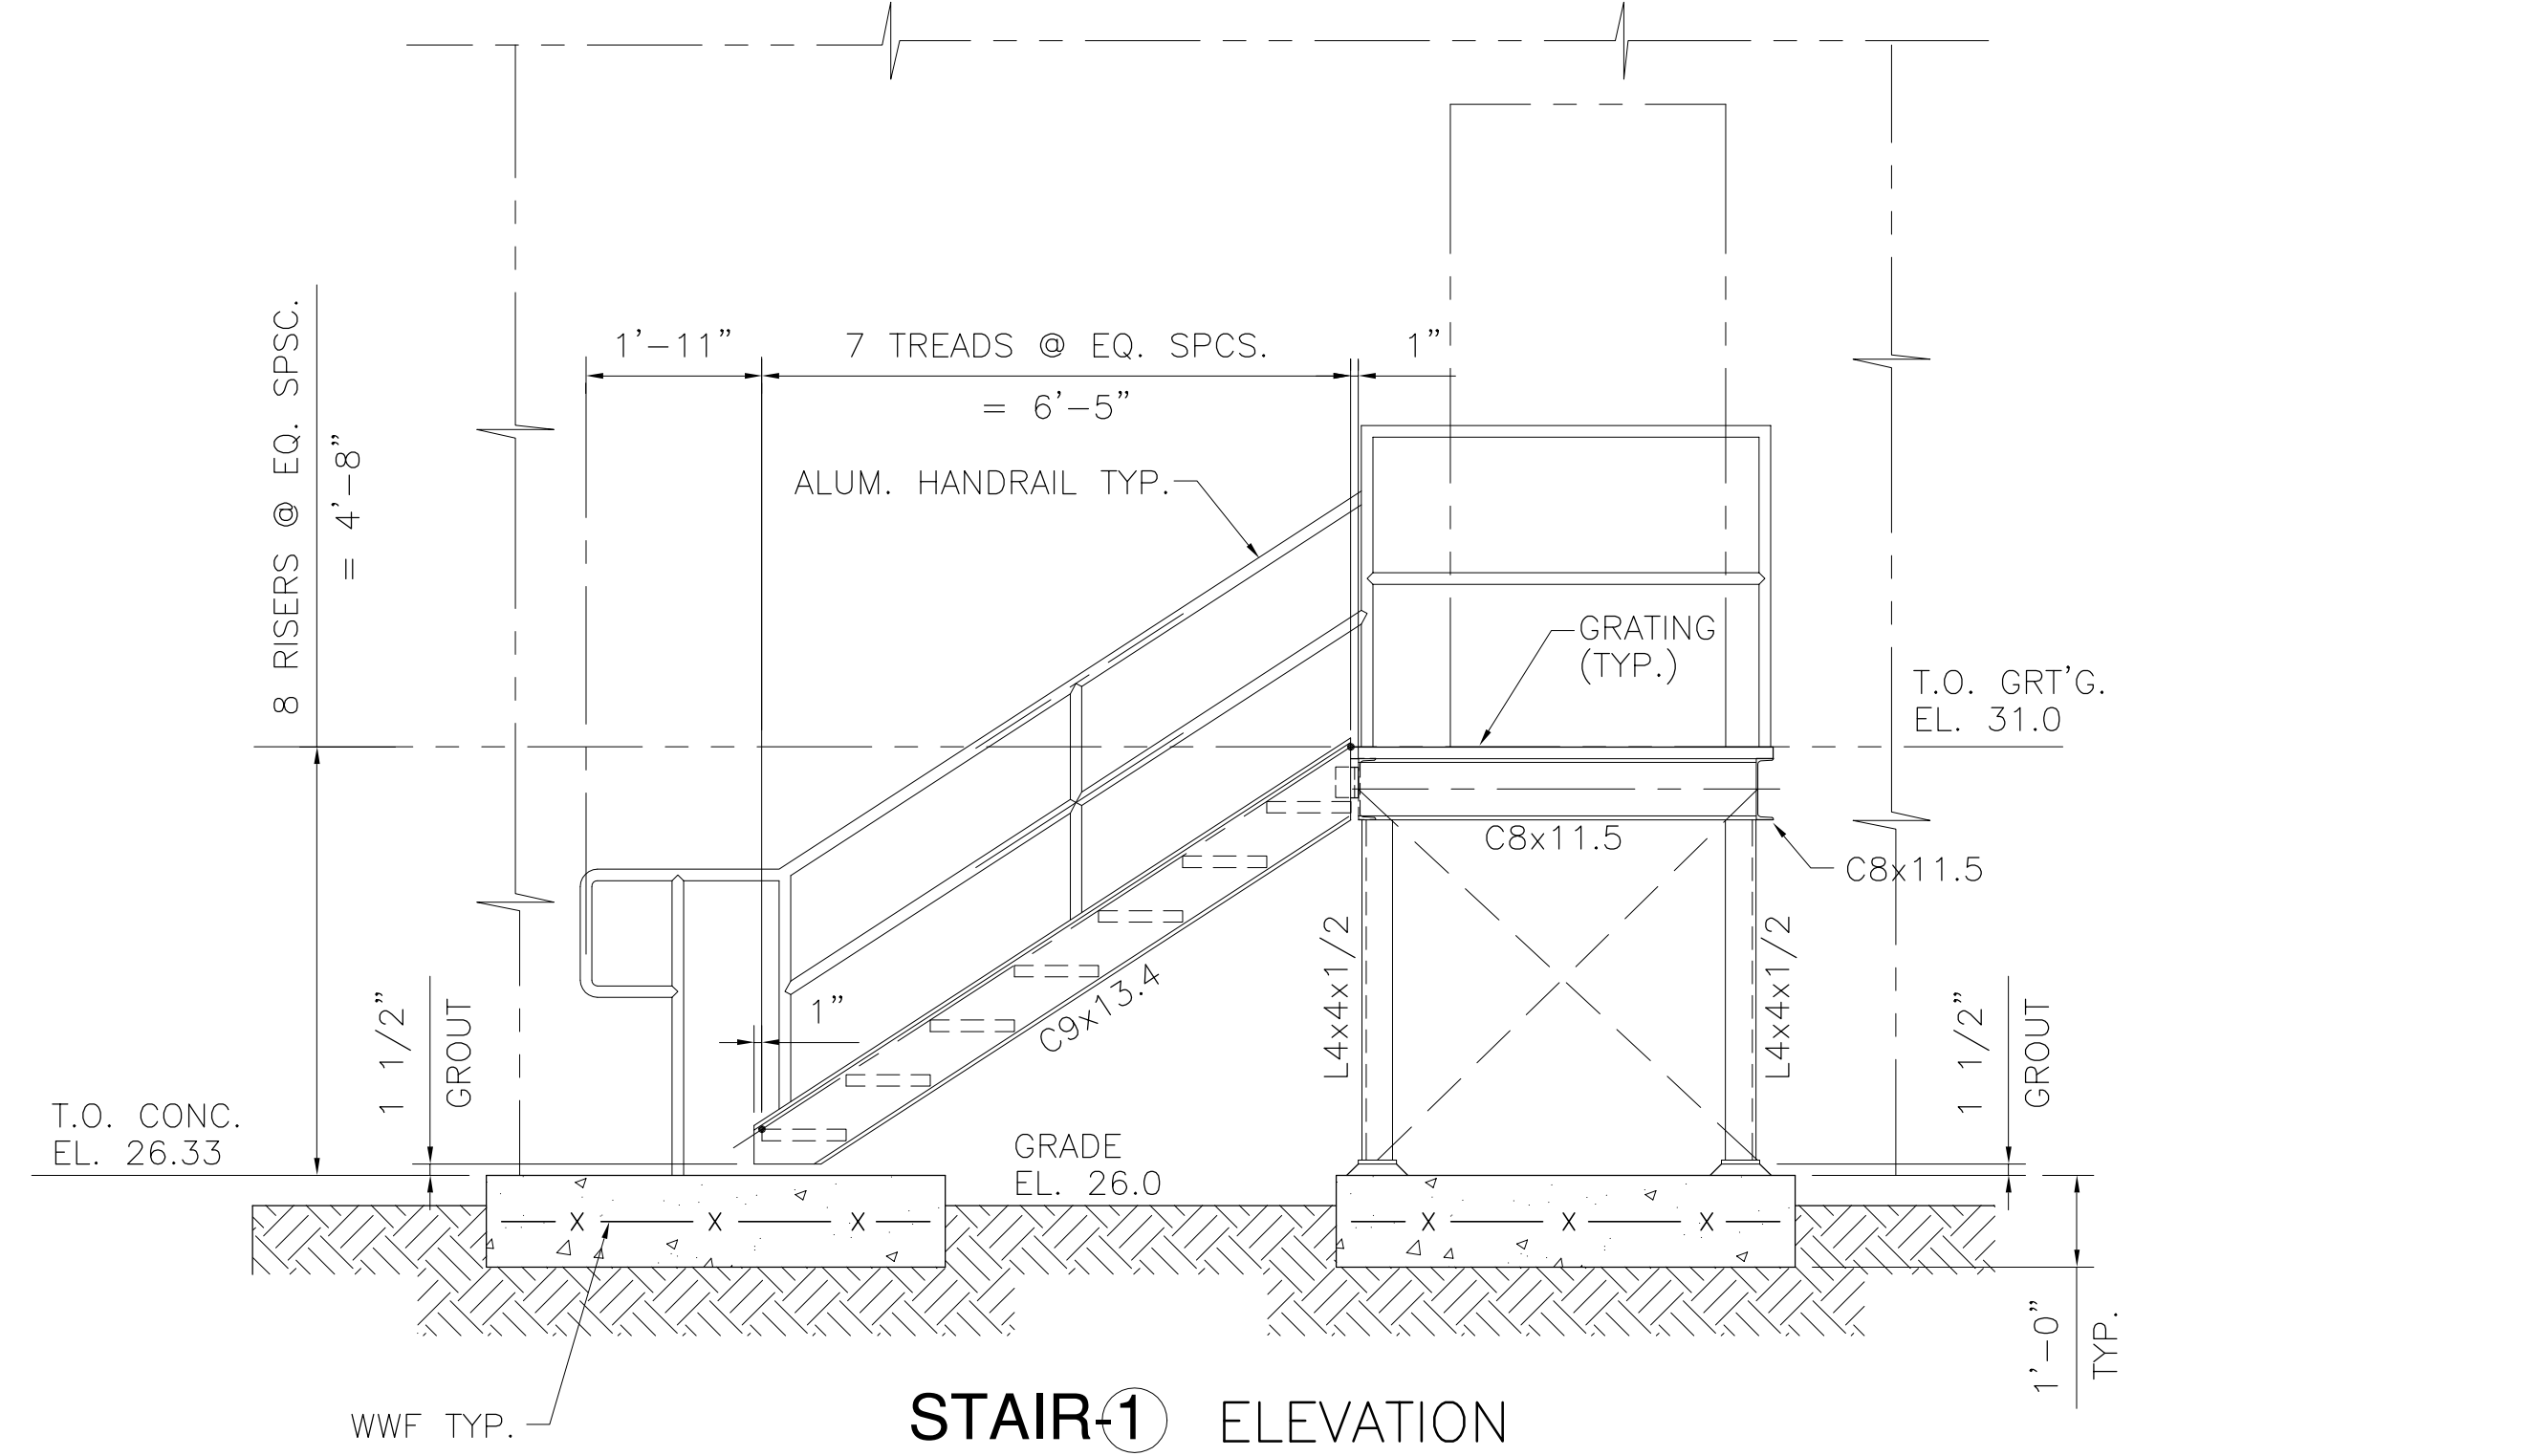 8 RISERS @ EQ. SPSC.
= 4'-8"
1'-11"
7 TREADS @ EQ. SPCS.
= 6'-5"
1"
ALUM. HANDRAIL TYP.
GRATING
(TYP.)
T.O. GRT'G.
EL. 31.0
C8x11.5
C8x11.5
L4x4x1/2
L4x4x1/2
C9x13.4
1"
1 1/2"
GROUT
1 1/2"
GROUT
T.O. CONC.
EL. 26.33
GRADE
EL. 26.0
X X X
X X X
1'-0"
TYP.
WWF TYP.
STAIR-1 ELEVATION